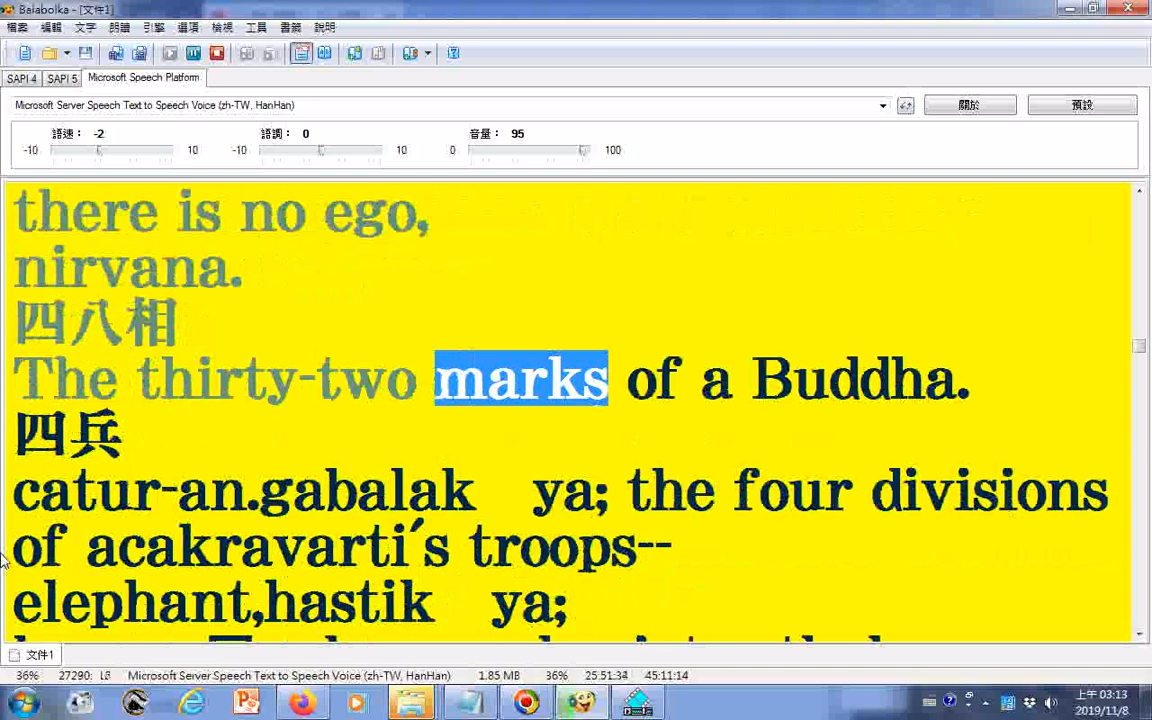 Balabolka - [文件1]
檔案 編輯 文字 朗讀 引擎 選項 檢視 工具 書籤 說明
SAPI 4 SAPI 5 Microsoft Speech Platform
Microsoft Server Speech Text to Speech Voice (zh-TW, HanHan) 關於 預設
語速： -2 語調： 0 音量： 95
-10 10 -10 10 0 100
there is no ego,
nirvana.
四八相
The thirty-two marks of a Buddha.
四兵
catur-an.gabalak ya; the four divisions
of acakravarti's troops--
elephant,hastik ya;
文件1
36% 27290: 13 Microsoft Server Speech Text to Speech Voice (zh-TW, HanHan) 1.85 MB 36% 25:51:34 45:11:14
上午 03:13
2019/11/8